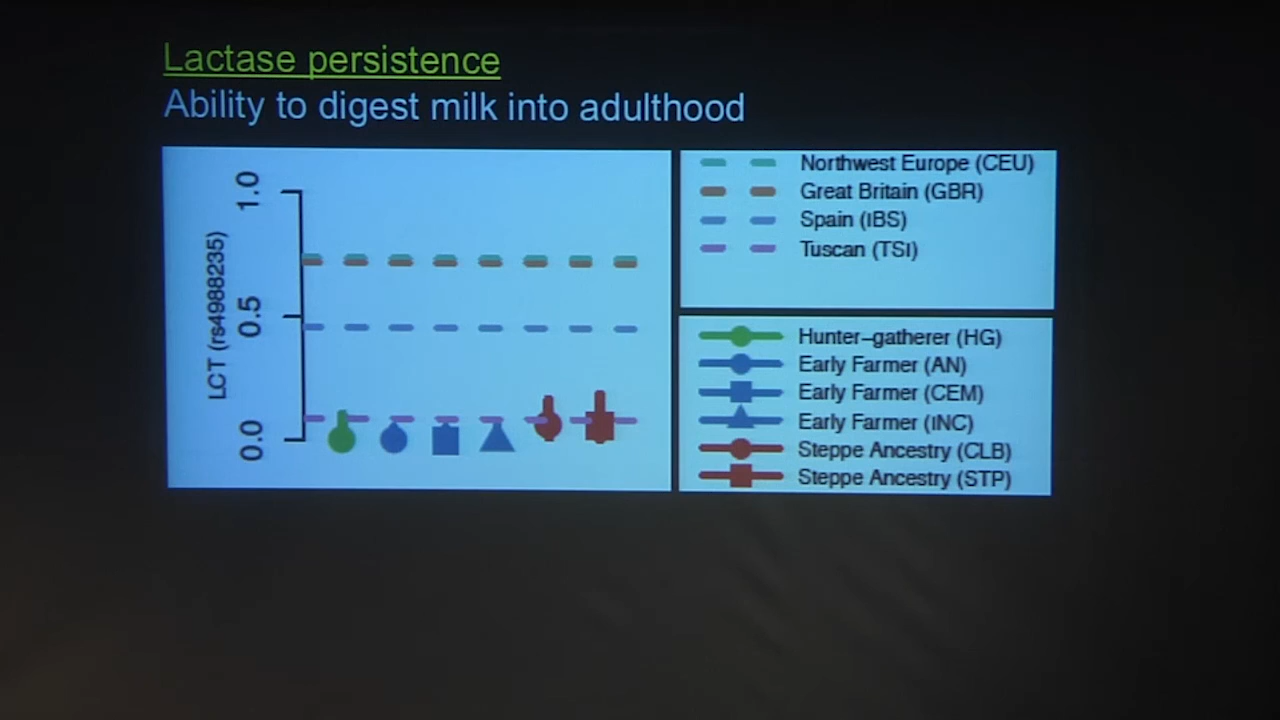 Lactase persistence
Ability to digest milk into adulthood
1.0
0.5
0.0
LCT (rs4988235)
Northwest Europe (CEU)
Great Britain (GBR)
Spain (IBS)
Tuscan (TSI)
Hunter–gatherer (HG)
Early Farmer (AN)
Early Farmer (CEM)
Early Farmer (INC)
Steppe Ancestry (CLB)
Steppe Ancestry (STP)